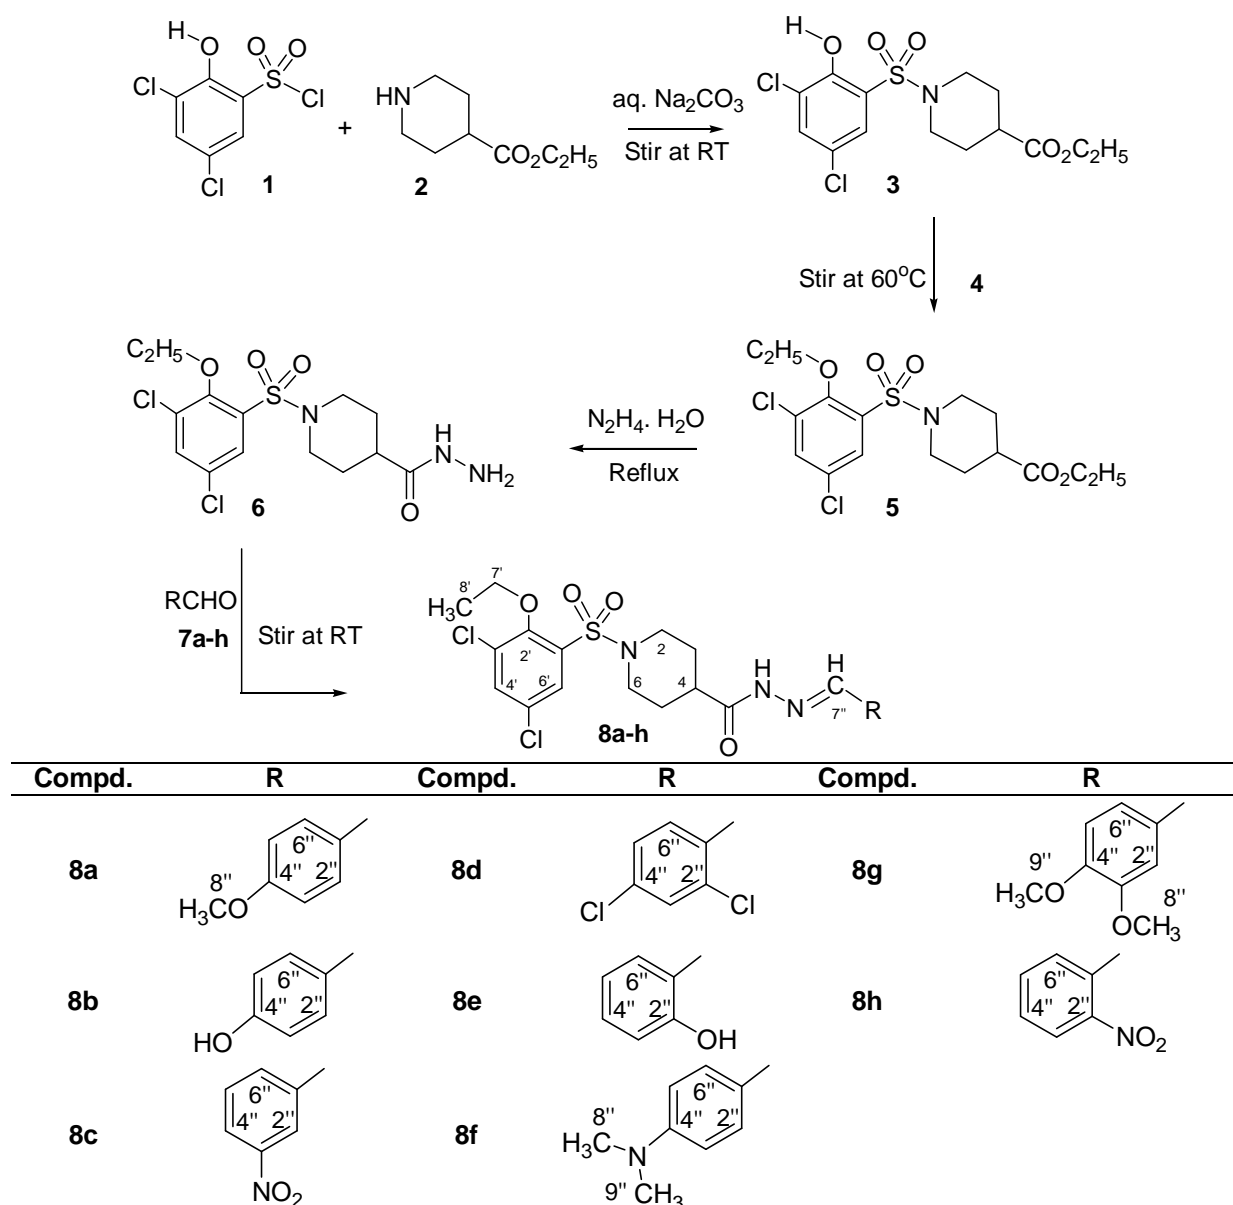 H O O O
S
Cl Cl
Cl
1
+
HN
CO2C2H5
2
aq. Na2CO3
Stir at RT
H O O O
S
Cl N
Cl
CO2C2H5
3
Stir at 60°C 4
C2H5 O O O
S
Cl N
Cl
CO2C2H5
5
N2H4. H2O
Reflux
C2H5 O O O
S
Cl N
Cl
H
N
NH2
O
6
RCHO
7a-h
Stir at RT
8' 7'
H3C O O O
S
Cl 2' N 2
4' 6' 6 4
Cl
H
N N
H
C
7"
R
O
8a-h
Compd. R Compd. R Compd. R
8a 6'' 4'' 2'' 8'' H3CO
8d 6'' 4'' 2'' Cl Cl
8g 6'' 4'' 2'' 9'' H3CO 8'' OCH3
8b 6'' 4'' 2'' HO
8e 6'' 4'' 2'' OH
8h 6'' 4'' 2'' NO2
8c 6'' 4'' 2'' NO2
8f 6'' 4'' 2'' 8'' H3C N 9'' CH3